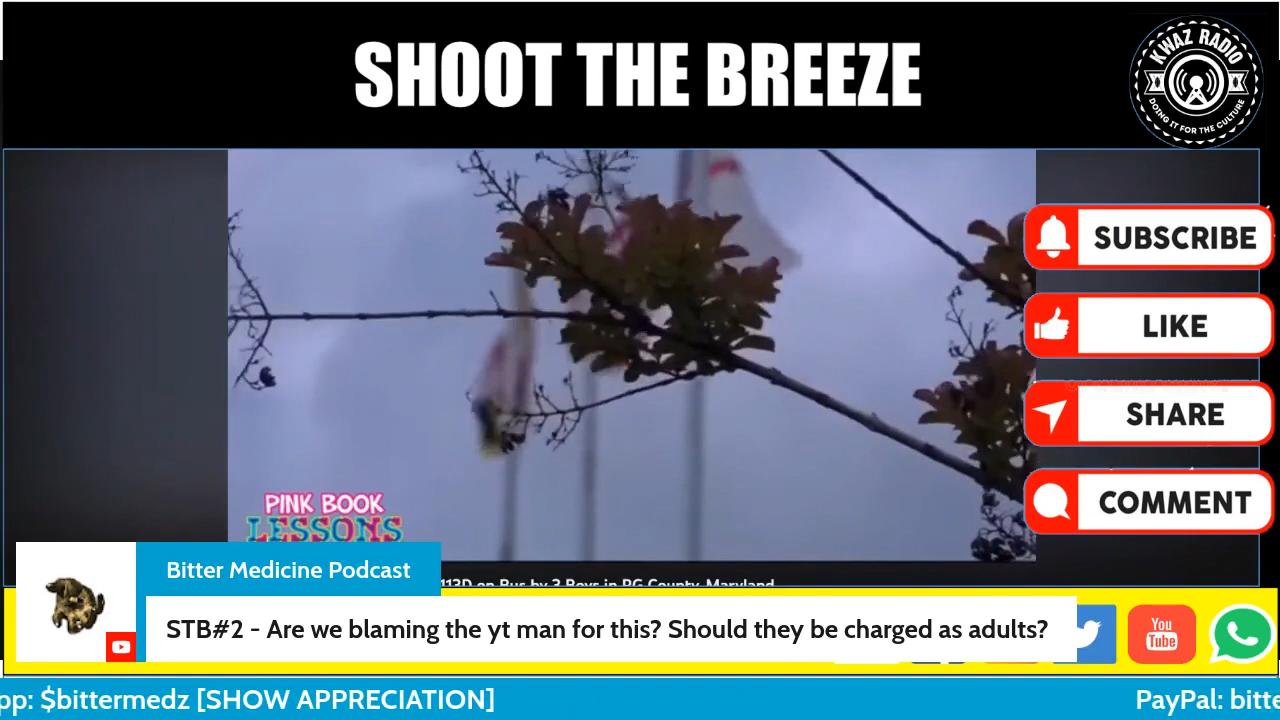 SHOOT THE BREEZE
KWAZ RADIO
DOING IT FOR THE CULTURE
SUBSCRIBE
LIKE
SHARE
COMMENT
PINK BOOK
LESSONS
Bitter Medicine Podcast
on Bus by 3 Boys in PG County, Maryland
STB#2 - Are we blaming the yt man for this? Should they be charged as adults?
You
Tube
pp: $bittermedz [SHOW APPRECIATION]
PayPal: bitte